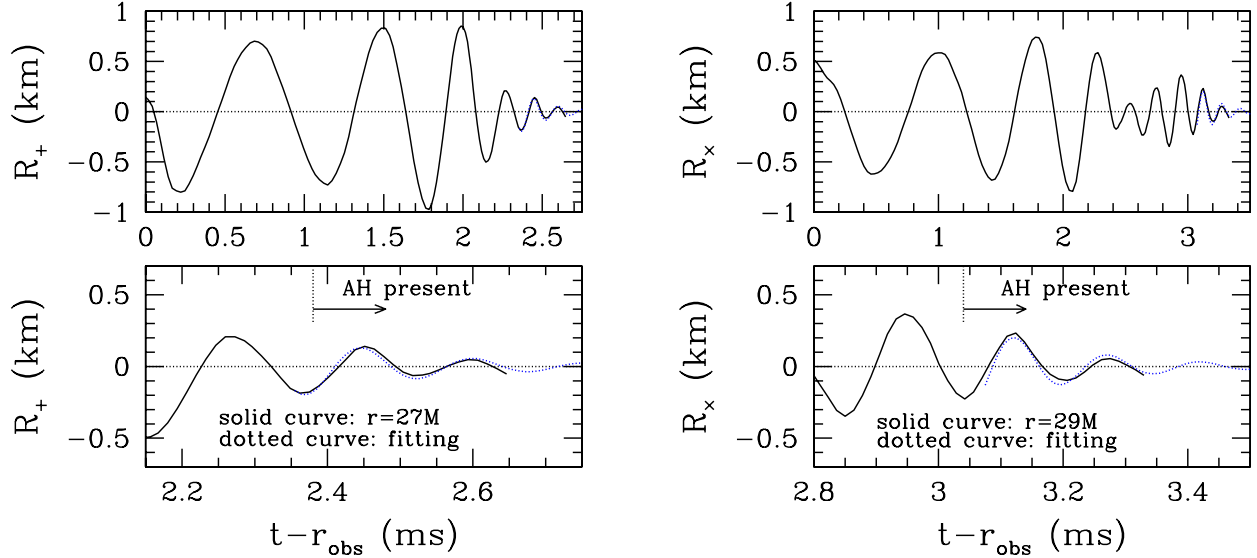 1
0.5
0
−0.5
−1
R₊ (km)
0 0.5 1 1.5 2 2.5
1
0.5
0
−0.5
−1
R× (km)
0 1 2 3
0.5
0
−0.5
R₊ (km)
AH present
solid curve: r=27M
dotted curve: fitting
2.2 2.4 2.6
t−r_obs (ms)
0.5
0
−0.5
R× (km)
AH present
solid curve: r=29M
dotted curve: fitting
2.8 3 3.2 3.4
t−r_obs (ms)